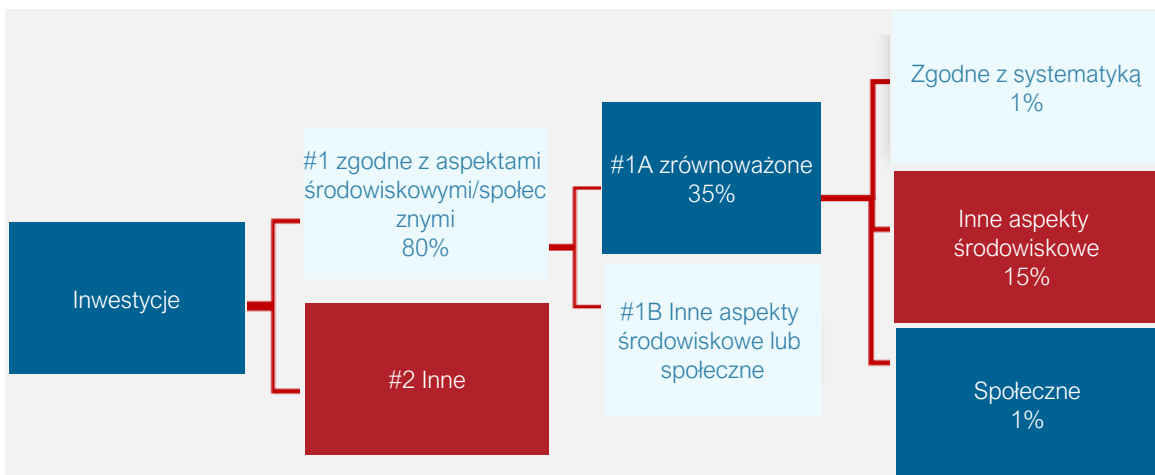 Inwestycje
#1 zgodne z aspektami
środowiskowymi/społec
znymi
80%
#2 Inne
#1A zrównoważone
35%
#1B Inne aspekty
środowiskowe lub
społeczne
Zgodne z systematyką
1%
Inne aspekty
środowiskowe
15%
Społeczne
1%